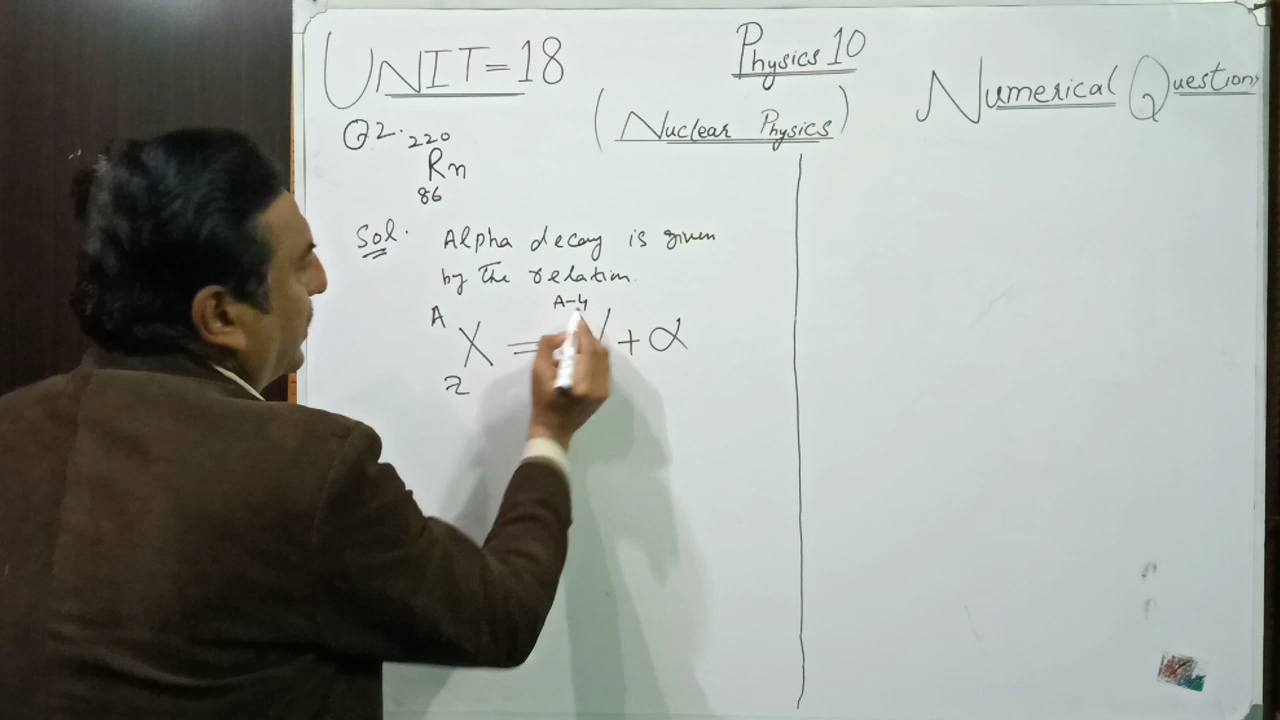 UNIT=18
Physics 10
(Nuclear Physics)
Numerical Questions
Q2. 220
Rn
86
Sol. Alpha decay is given
by the relation.
A A-4
X = Y + α
Z